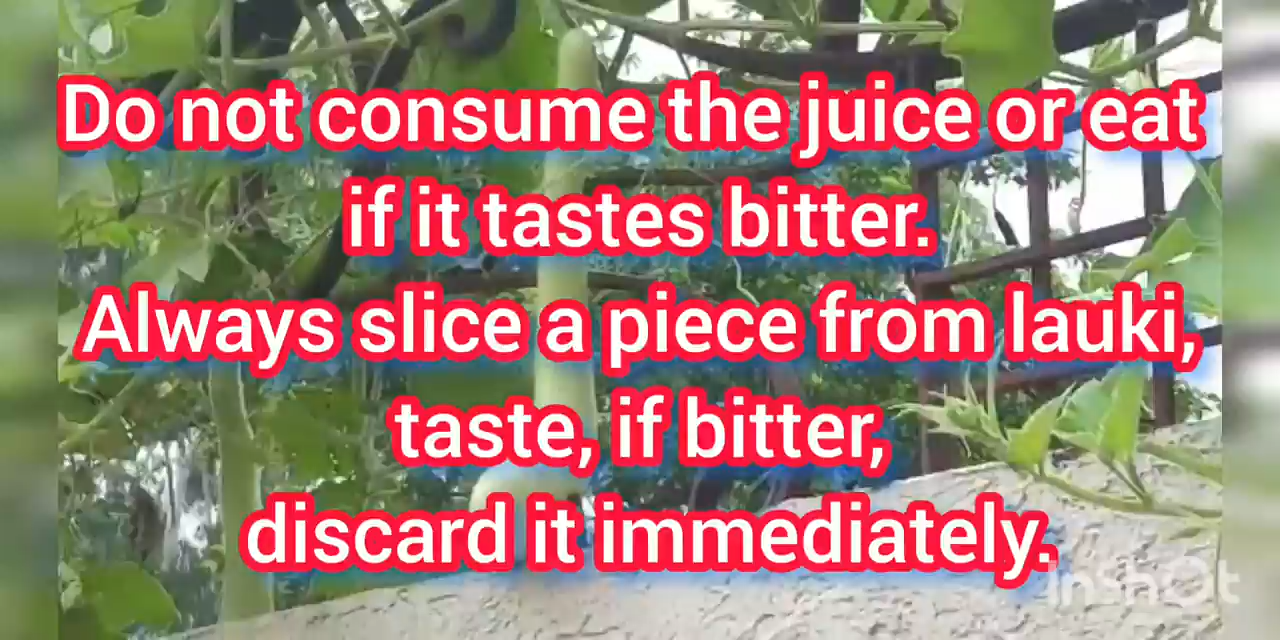 Do not consume the juice or eat
if it tastes bitter.
Always slice a piece from lauki,
taste, if bitter,
discard it immediately.
InShOt